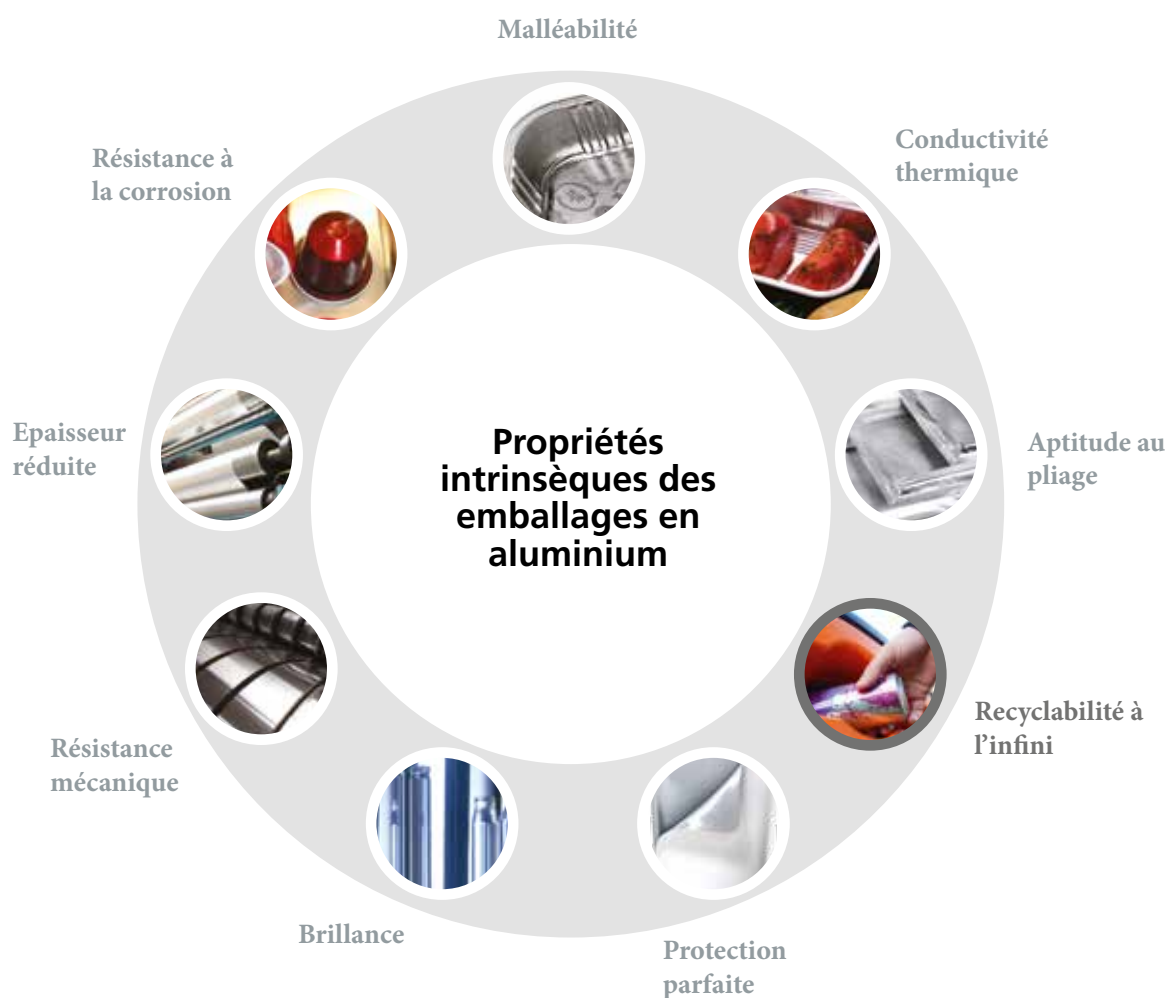 Malléabilité
Conductivité
thermique
Résistance à
la corrosion
Epaisseur
réduite
Propriétés
intrinsèques des
emballages en
aluminium
Aptitude au
pliage
Recyclabilité à
l’infini
Résistance
mécanique
Brillance
Protection
parfaite